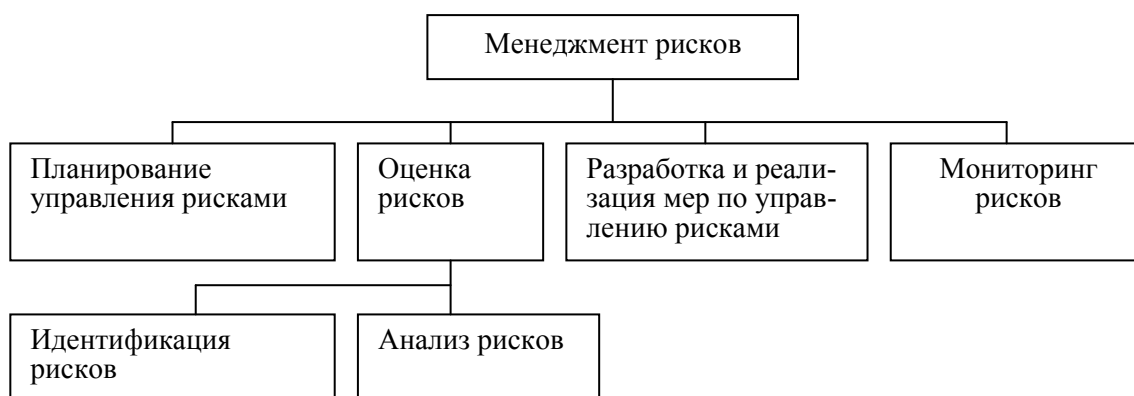 Менеджмент рисков
Планирование
управления рисками
Оценка
рисков
Разработка и реали-
зация мер по управ-
лению рисками
Мониторинг
рисков
Идентификация
рисков
Анализ рисков